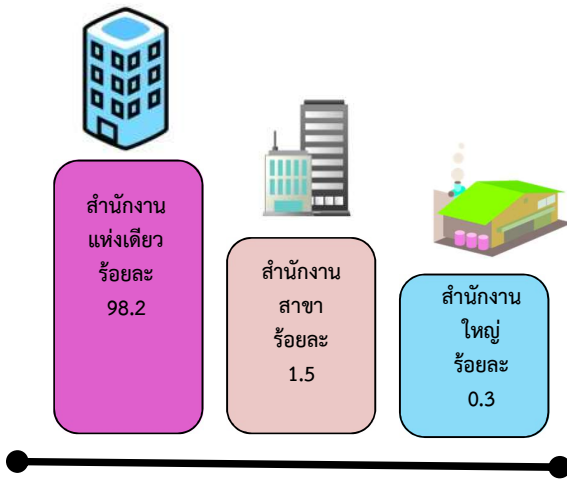 สำนักงาน
แห่งเดียว
ร้อยละ
98.2
สำนักงาน
สาขา
ร้อยละ
1.5
สำนักงาน
ใหญ่
ร้อยละ
0.3